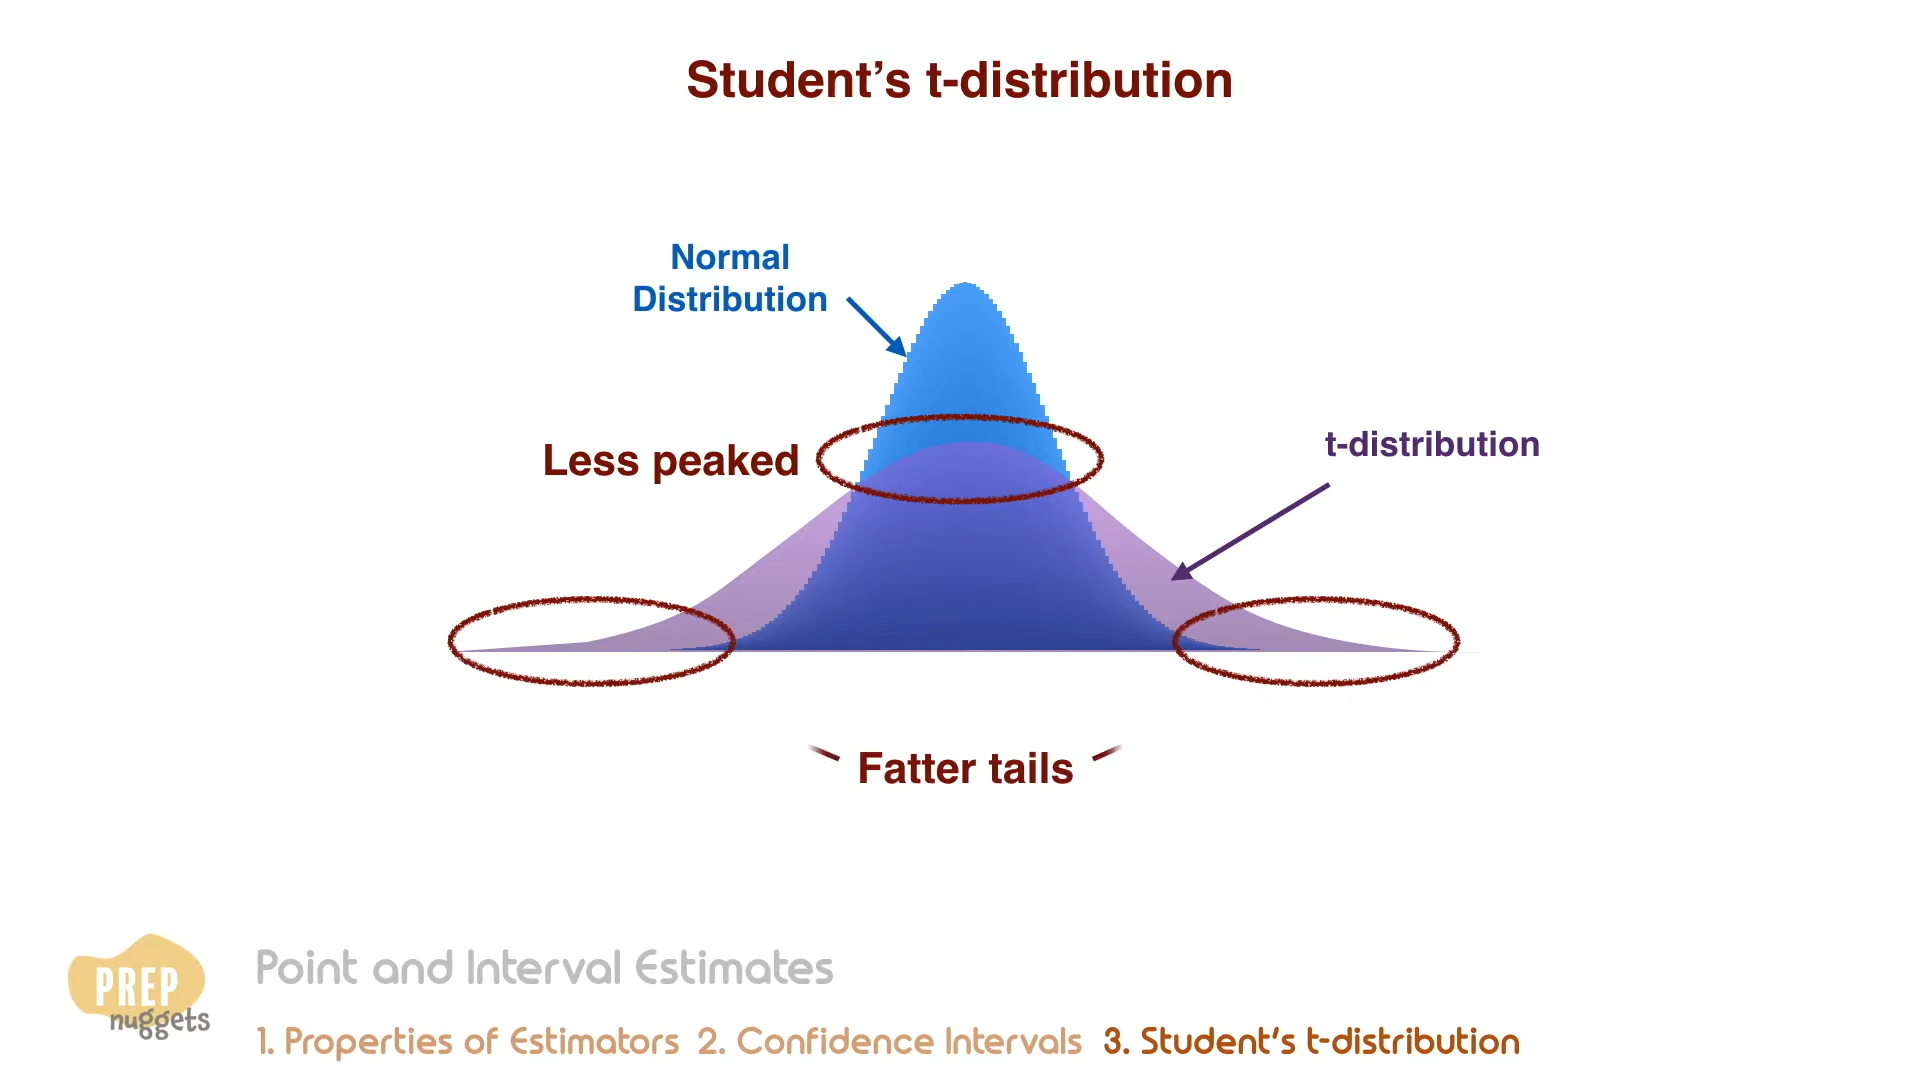 Student’s t-distribution
Normal
Distribution
Less peaked
t-distribution
Fatter tails
PREP
nuggets
Point and Interval Estimates
1. Properties of Estimators 2. Confidence Intervals 3. Student's t-distribution